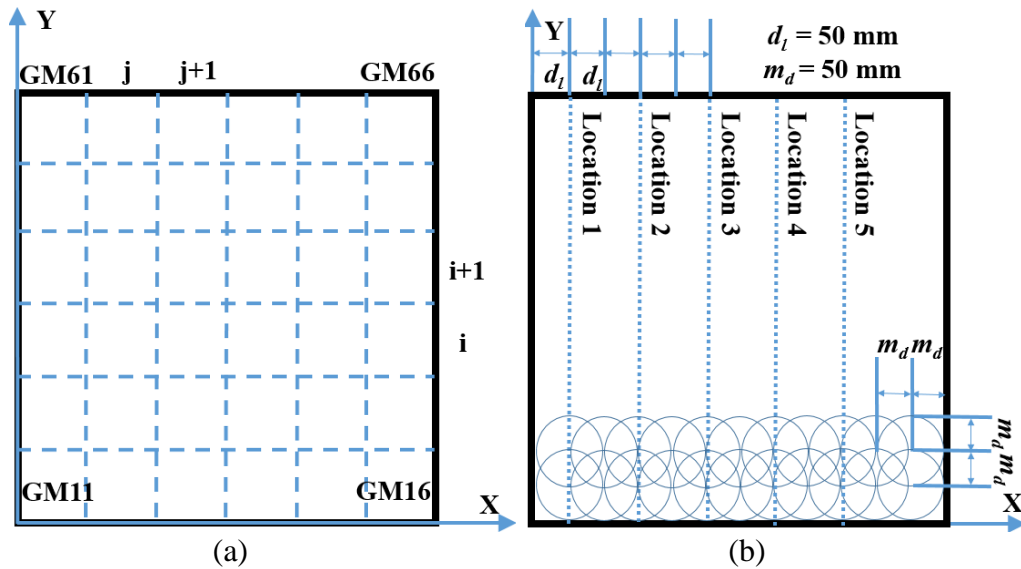 Y
GM61 j j+1 GM66
i+1
i
GM11 GM16
X
(a)
Y
d_l = 50 mm
m_d = 50 mm
d_l d_l
Location 1
Location 2
Location 3
Location 4
Location 5
m_d m_d
m_d m_d
X
(b)